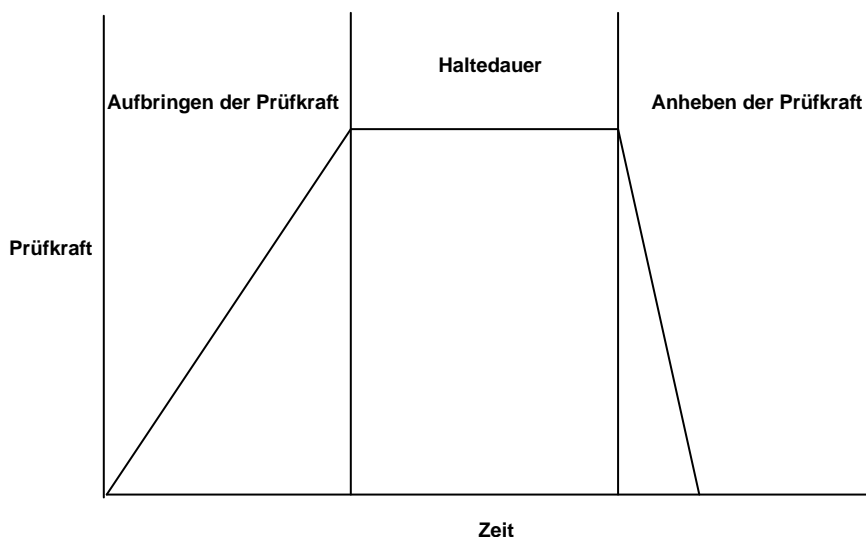 Haltedauer
Aufbringen der Prüfkraft
Anheben der Prüfkraft
Prüfkraft
Zeit